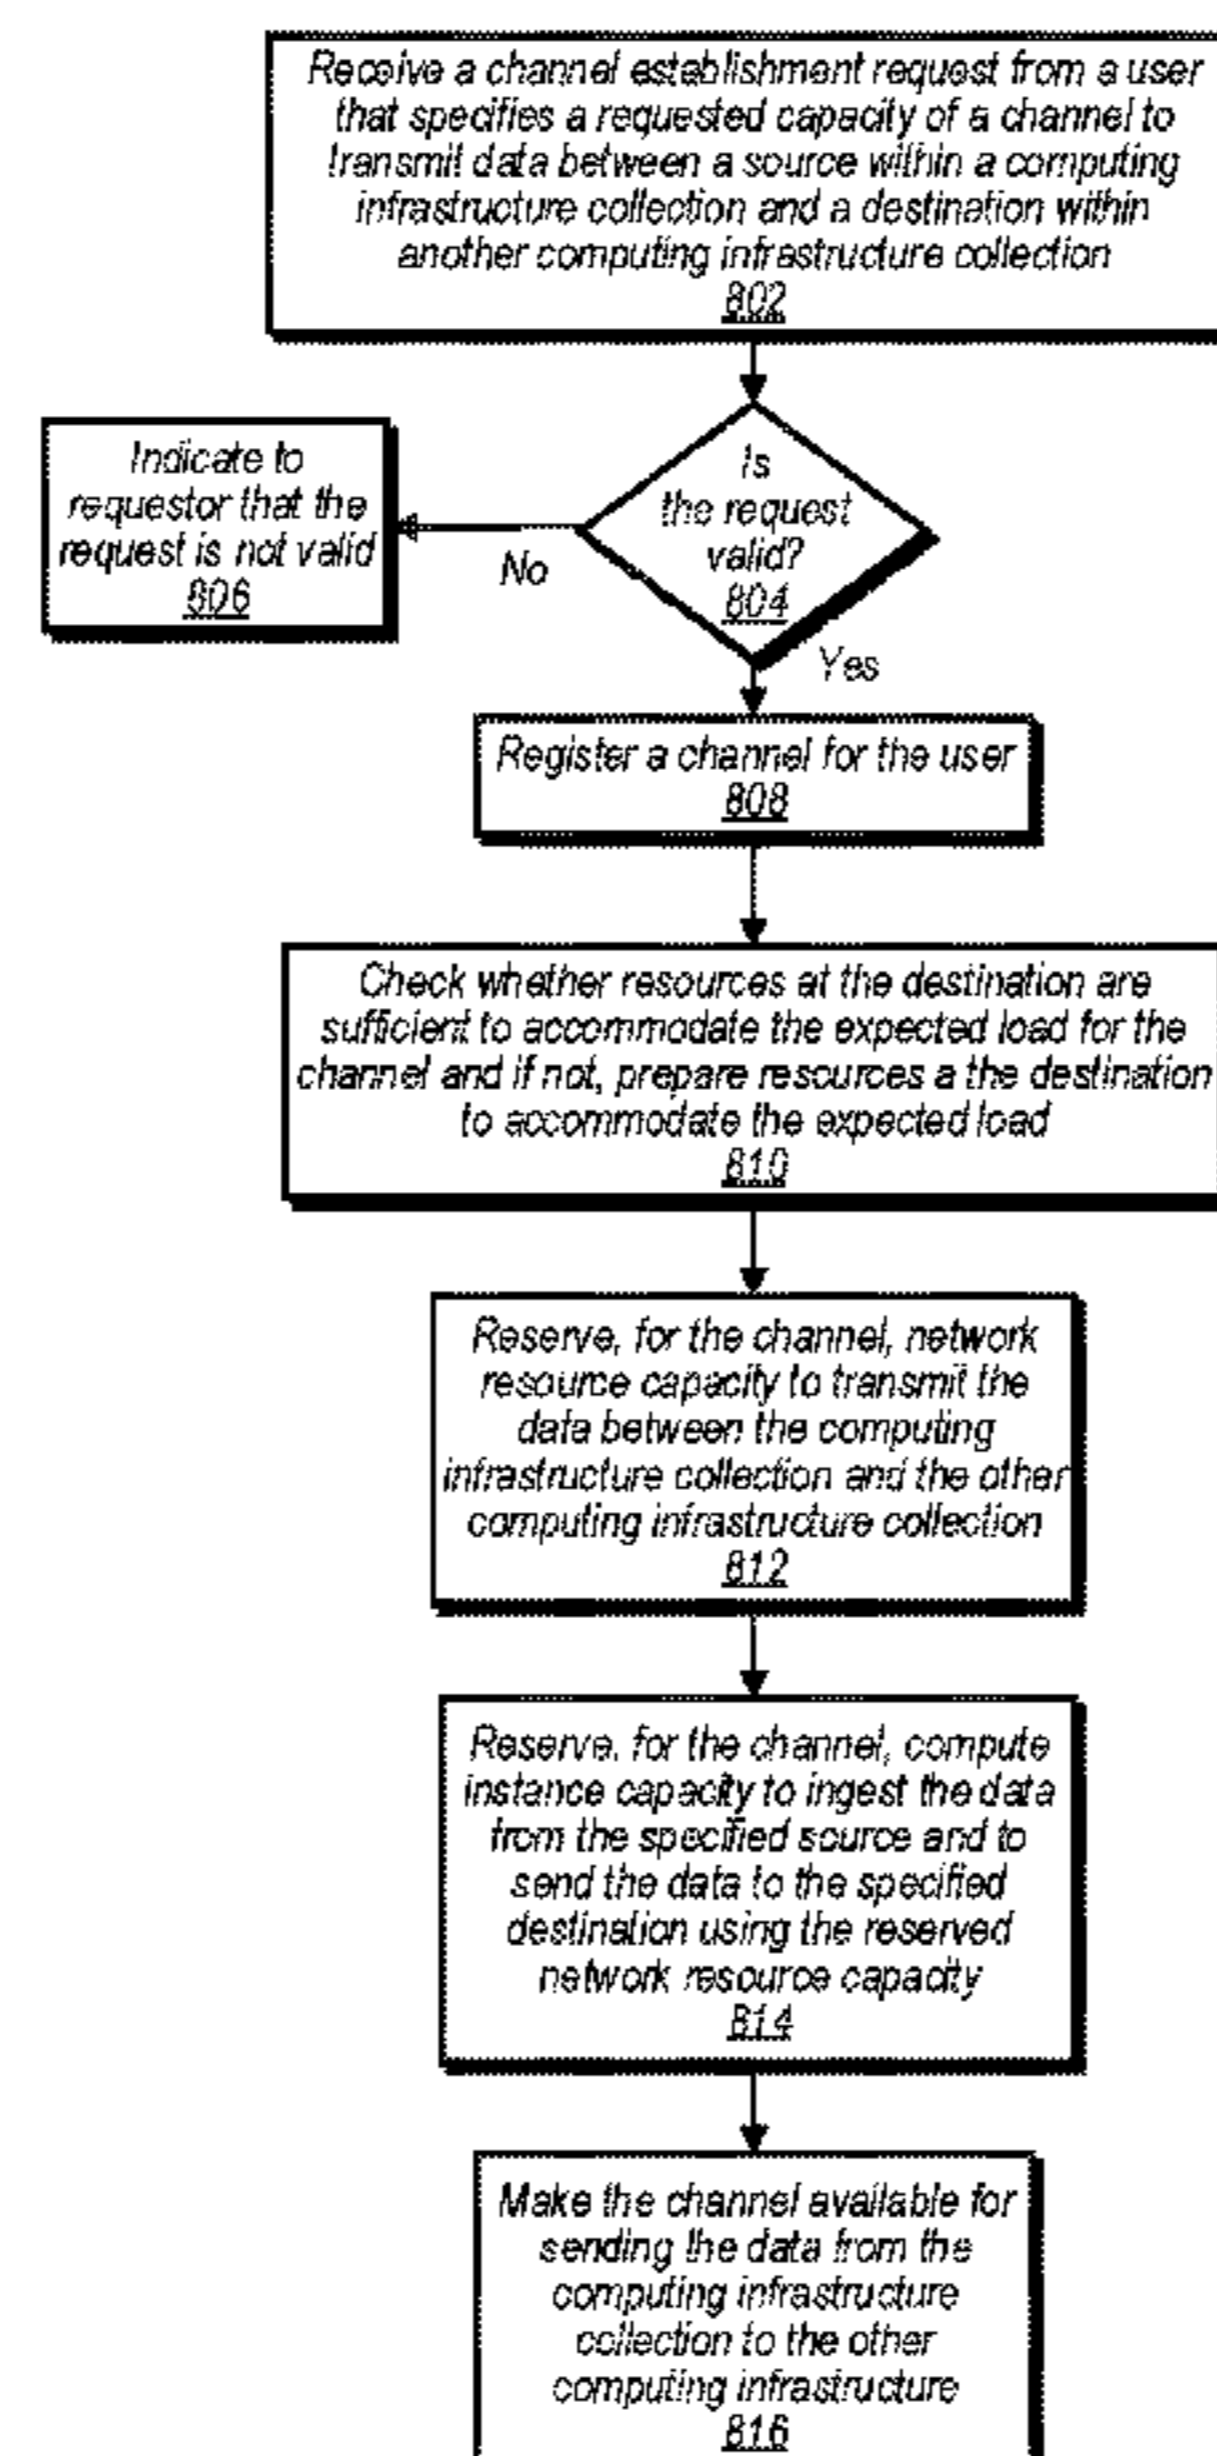 Receive a channel establishment request from a user
that specifies a requested capacity of a channel to
transmit data between a source within a computing
infrastructure collection and a destination within
another computing infrastructure collection
802
Is
the request
valid?
804
Indicate to
requestor that the
request is not valid
806
No
Yes
Register a channel for the user
808
Check whether resources at the destination are
sufficient to accommodate the expected load for the
channel and if not, prepare resources a the destination
to accommodate the expected load
810
Reserve, for the channel, network
resource capacity to transmit the
data between the computing
infrastructure collection and the other
computing infrastructure collection
812
Reserve, for the channel, compute
instance capacity to ingest the data
from the specified source and to
send the data to the specified
destination using the reserved
network resource capacity
814
Make the channel available for
sending the data from the
computing infrastructure
collection to the other
computing infrastructure
816